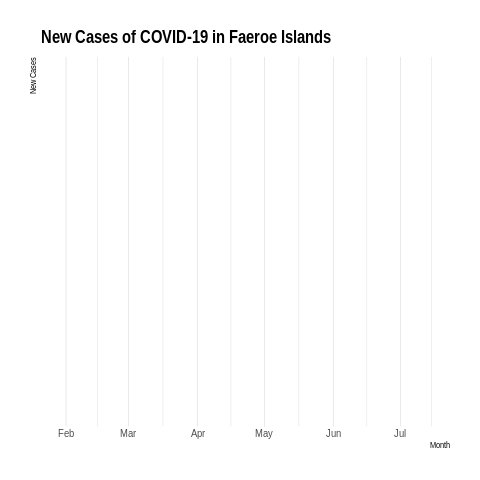 New Cases of COVID-19 in Faeroe Islands
New Cases
Feb Mar Apr May Jun Jul
Month